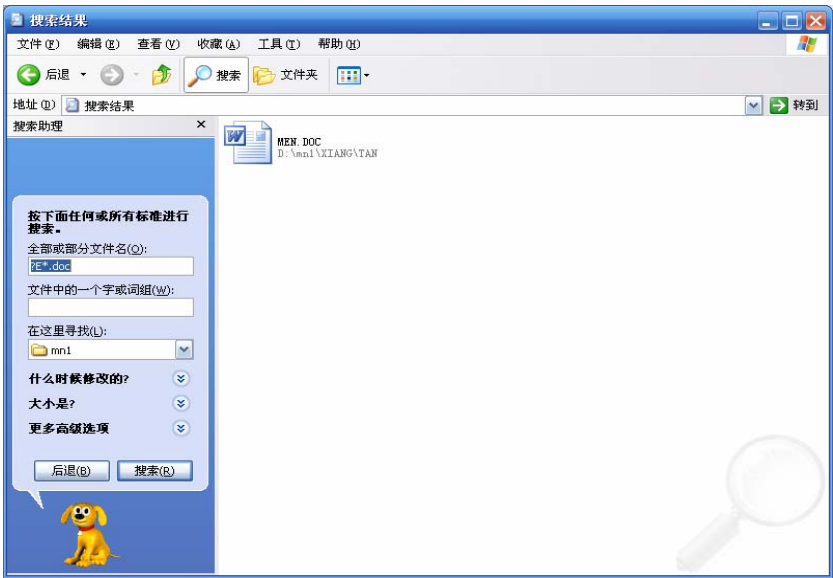 搜索结果
文件(F) 编辑(E) 查看(V) 收藏(A) 工具(T) 帮助(H)
后退 搜索 文件夹
地址(D) 搜索结果 转到
搜索助理
MEN.DOC
D:\mn1\XIANG\TAN
按下面任何或所有标准进行
搜索。
全部或部分文件名(O):
?E*.doc
文件中的一个字或词组(W):
在这里寻找(L):
mn1
什么时候修改的?
大小是?
更多高级选项
后退(B) 搜索(R)